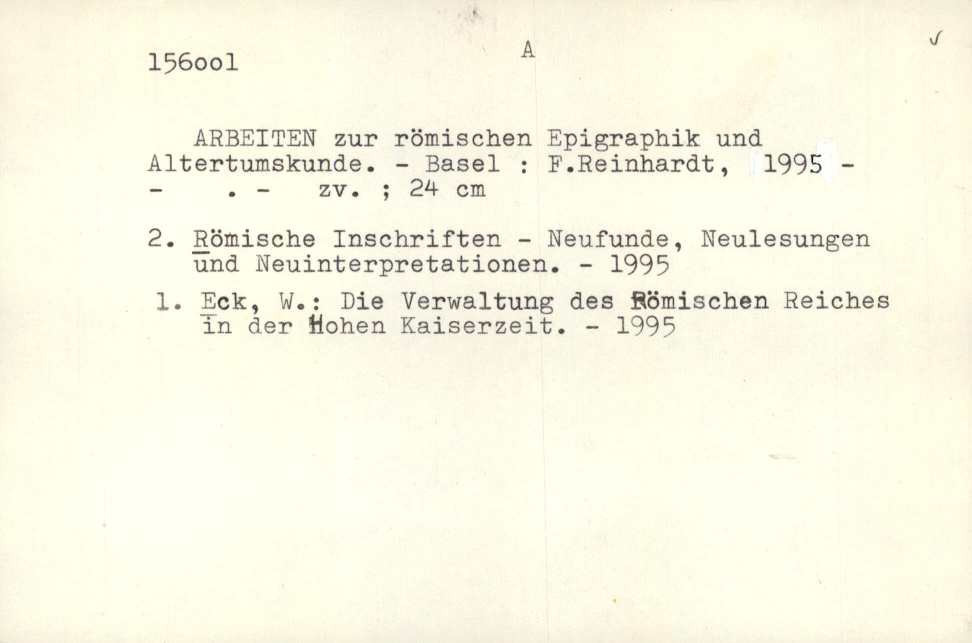 156ool
A
ARBEITEN zur römischen Epigraphik und
Altertumskunde. - Basel : F.Reinhardt, 1995 -
-     . -   zv. ; 24 cm
2. Römische Inschriften - Neufunde, Neulesungen
und Neuinterpretationen. - 1995
1. Eck, W.: Die Verwaltung des Römischen Reiches
in der Hohen Kaiserzeit. - 1995